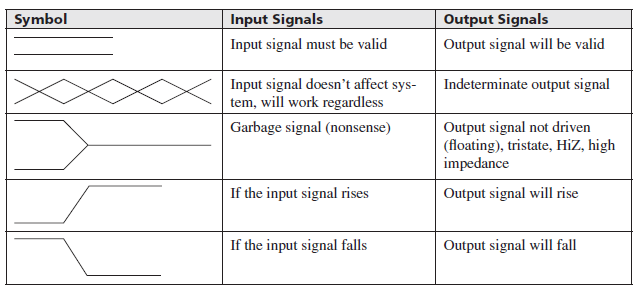 Symbol Input Signals Output Signals
Input signal must be valid Output signal will be valid
Input signal doesn’t affect sys- Indeterminate output signal
tem, will work regardless
Garbage signal (nonsense) Output signal not driven
(floating), tristate, HiZ, high
impedance
If the input signal rises Output signal will rise
If the input signal falls Output signal will fall